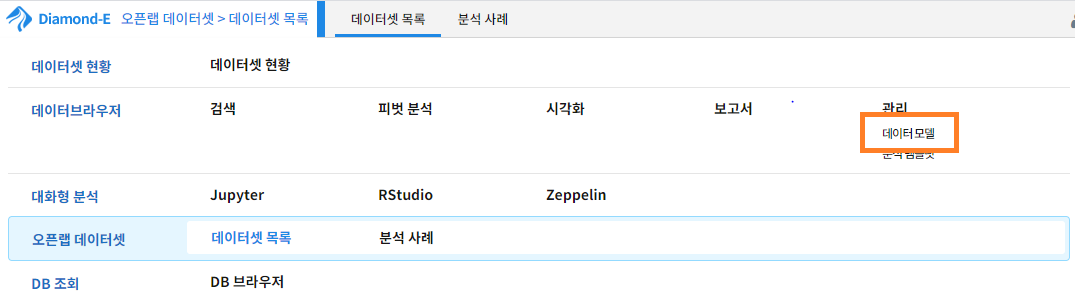 Diamond-E 오픈랩 데이터셋 > 데이터셋 목록 데이터셋 목록 분석 사례
데이터셋 현황 데이터셋 현황
데이터브라우저 검색 피벗 분석 시각화 보고서 관리
데이터 모델
분석 템플릿
대화형 분석 Jupyter RStudio Zeppelin
오픈랩 데이터셋 데이터셋 목록 분석 사례
DB 조회 DB 브라우저